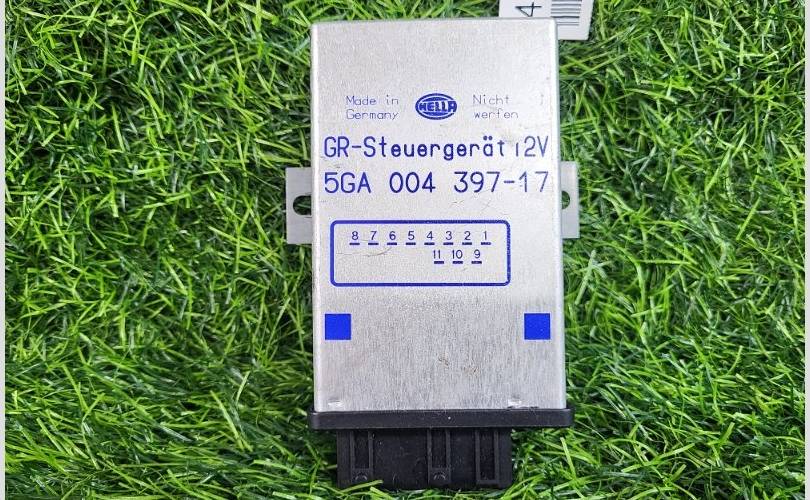 4
Made in HELLA Nicht
Germany werfen
GR-Steuergerät 12V
5GA 004 397-17
8 7 6 5 4 3 2 1
11 10 9